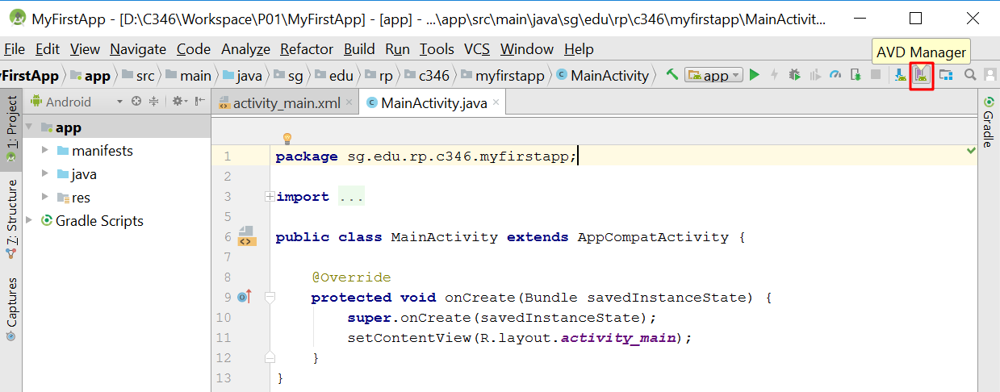 MyFirstApp - [D:\C346\Workspace\P01\MyFirstApp] - [app] - ...\app\src\main\java\sg\edu\rp\c346\myfirstapp\MainActivit...
File Edit View Navigate Code Analyze Refactor Build Run Tools VCS Window Help
AVD Manager
yFirstApp app src main java sg edu rp c346 myfirstapp MainActivity app
1: Project
7: Structure
Captures
Android
app
manifests
java
res
Gradle Scripts
activity_main.xml MainActivity.java
1 package sg.edu.rp.c346.myfirstapp;
2
3 import ...
5
6 public class MainActivity extends AppCompatActivity {
7
8 @Override
9 protected void onCreate(Bundle savedInstanceState) {
10 super.onCreate(savedInstanceState);
11 setContentView(R.layout.activity_main);
12 }
13 }
Gradle